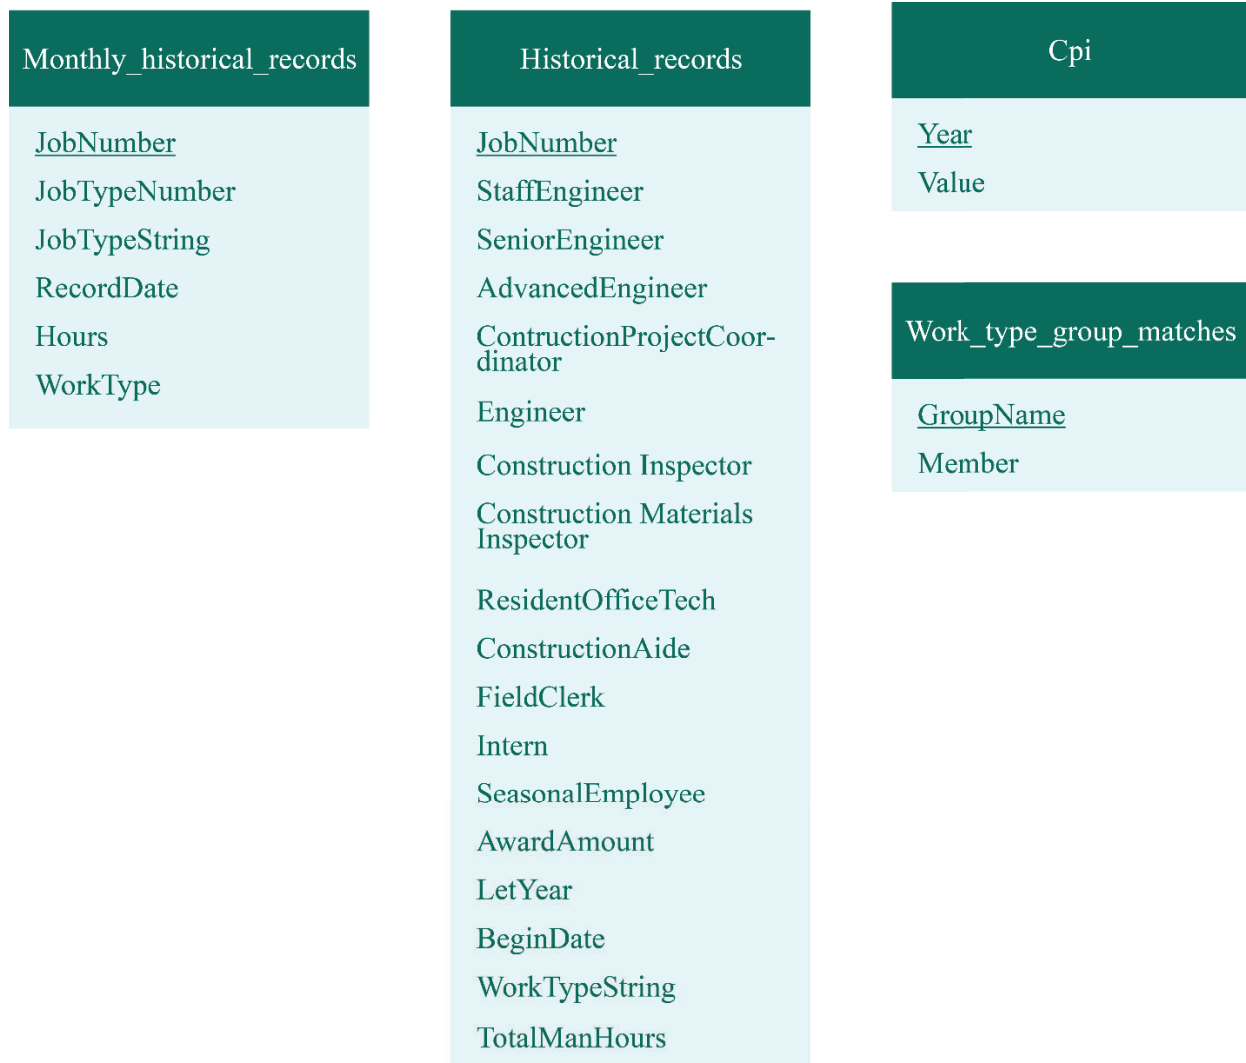 Monthly_historical_records
JobNumber
JobTypeNumber
JobTypeString
RecordDate
Hours
WorkType
Historical_records
JobNumber
StaffEngineer
SeniorEngineer
AdvancedEngineer
ContructionProjectCoor-
dinator
Engineer
Construction Inspector
Construction Materials
Inspector
ResidentOfficeTech
ConstructionAide
FieldClerk
Intern
SeasonalEmployee
AwardAmount
LetYear
BeginDate
WorkTypeString
TotalManHours
Cpi
Year
Value
Work_type_group_matches
GroupName
Member